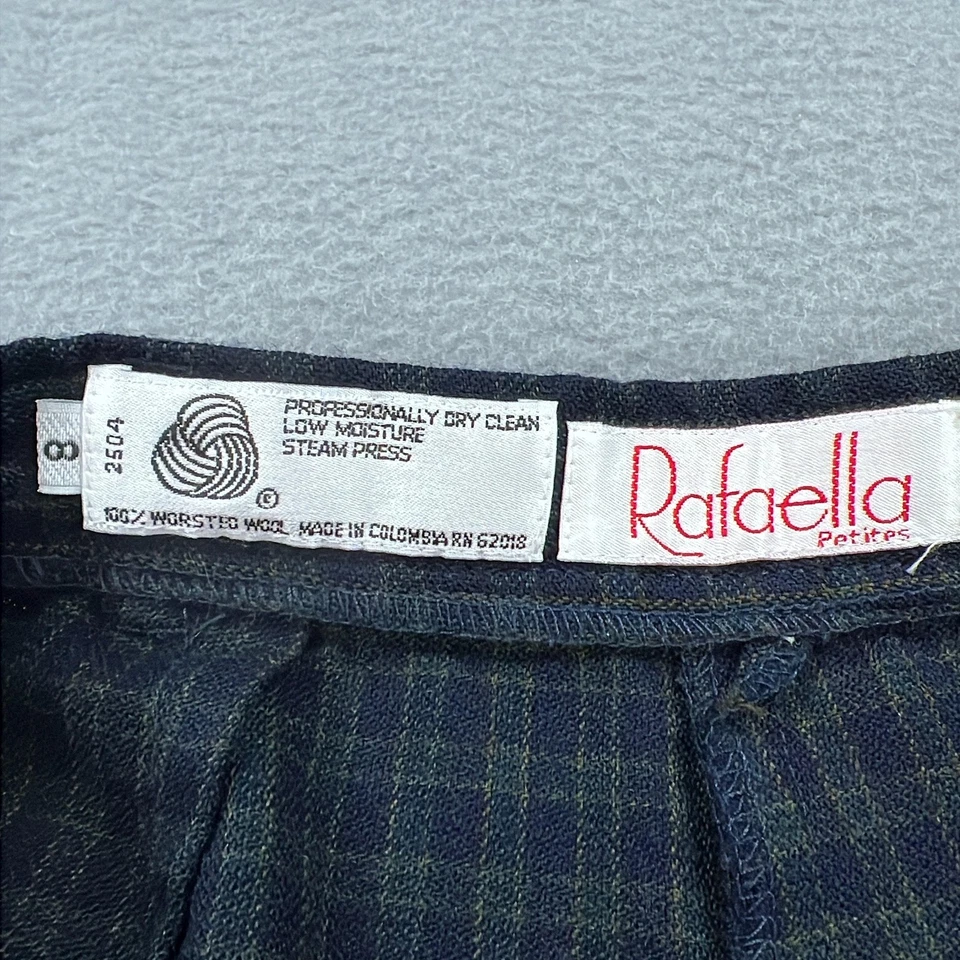 8
2504
PROFESSIONALLY DRY CLEAN
LOW MOISTURE
STEAM PRESS
®
100% WORSTED WOOL MADE IN COLOMBIA RN 62018
Rafaella
Petites